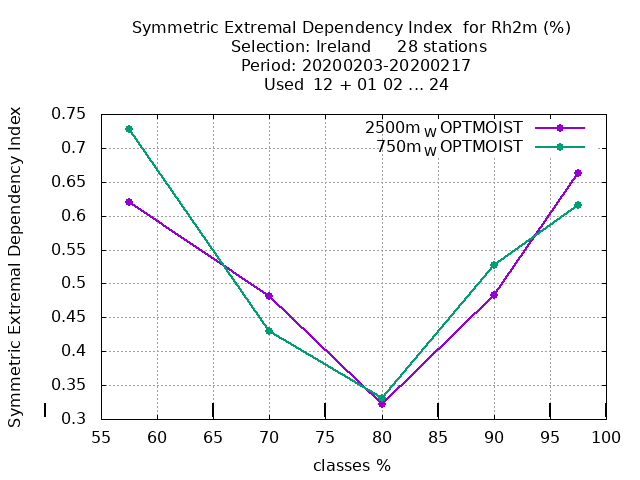 Symmetric Extremal Dependency Index for Rh2m (%)
Selection: Ireland 28 stations
Period: 20200203-20200217
Used 12 + 01 02 ... 24
Symmetric Extremal Dependency Index
0.75
0.7
0.65
0.6
0.55
0.5
0.45
0.4
0.35
0.3
2500m W OPTMOIST
750m W OPTMOIST
55 60 65 70 75 80 85 90 95 100
classes %